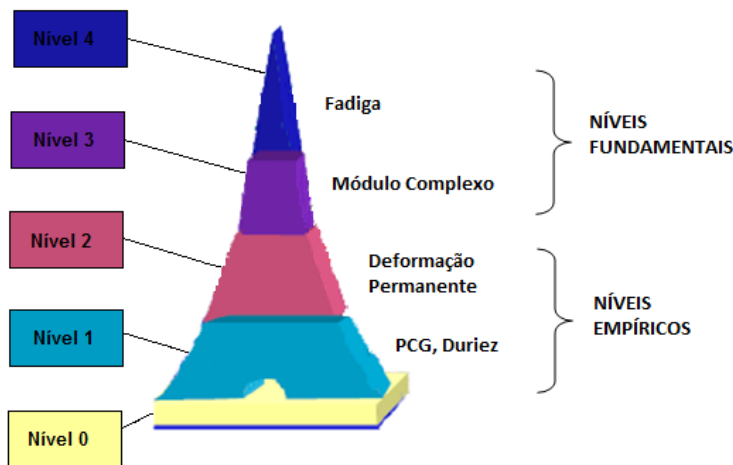 Nível 4
Nível 3
Nível 2
Nível 1
Nível 0
Fadiga
Módulo Complexo
Deformação
Permanente
PCG, Duriez
NÍVEIS
FUNDAMENTAIS
NÍVEIS
EMPÍRICOS